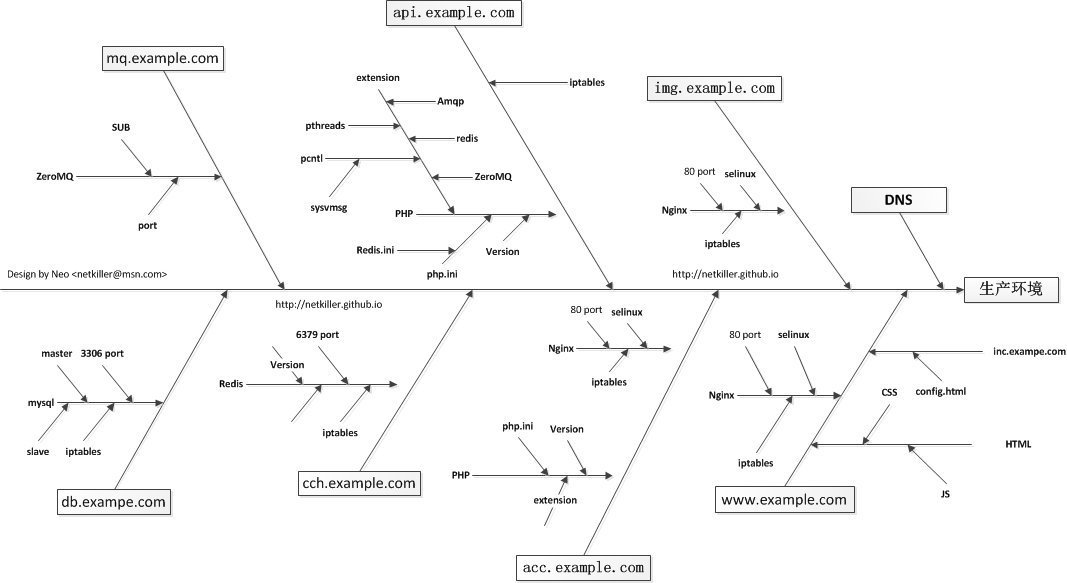 api.example.com
mq.example.com
extension
iptables
img.example.com
Amqp
SUB
pthreads
redis
pcntl
ZeroMQ
ZeroMQ
80 port
selinux
DNS
sysvmsg
PHP
Nginx
port
Redis.ini
Version
iptables
Design by Neo <netkiller@msn.com>
php.ini
http://netkiller.github.io
生产环境
http://netkiller.github.io
80 port
selinux
6379 port
80 port
selinux
master
3306 port
Version
Nginx
inc.exampe.com
Redis
iptables
config.html
mysql
Nginx
CSS
iptables
php.ini
Version
HTML
slave
iptables
iptables
PHP
cch.example.com
JS
db.exampe.com
extension
www.example.com
acc.example.com